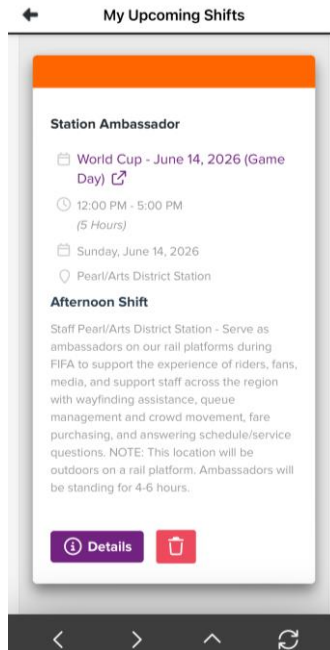 My Upcoming Shifts
Station Ambassador
World Cup - June 14, 2026 (Game
Day)
12:00 PM - 5:00 PM
(5 Hours)
Sunday, June 14, 2026
Pearl/Arts District Station
Afternoon Shift
Staff Pearl/Arts District Station - Serve as
ambassadors on our rail platforms during
FIFA to support the experience of riders, fans,
media, and support staff across the region
with wayfinding assistance, queue
management and crowd movement, fare
purchasing, and answering schedule/service
questions. NOTE: This location will be
outdoors on a rail platform. Ambassadors will
be standing for 4-6 hours.
Details